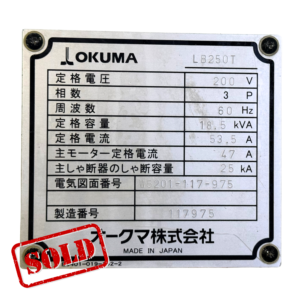 OKUMA LB250T
定格電圧 200 V
相数 3 P
周波数 60 Hz
定格容量 18.5 kVA
定格電流 53.5 A
主モーター定格電流 47 A
主しゃ断器のしゃ断容量 25 kA
電気図面番号 201-117-975
製造番号 117975
オークマ株式会社
MADE IN JAPAN
SOLD